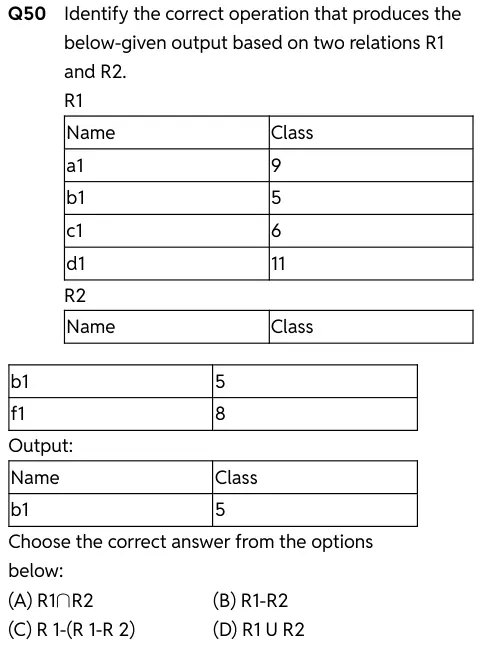 Q50 Identify the correct operation that produces the
below-given output based on two relations R1
and R2.
R1
Name Class
a1 9
b1 5
c1 6
d1 11
R2
Name Class
b1 5
f1 8
Output:
Name Class
b1 5
Choose the correct answer from the options
below:
(A) R1∩R2 (B) R1-R2
(C) R 1-(R 1-R 2) (D) R1 U R2